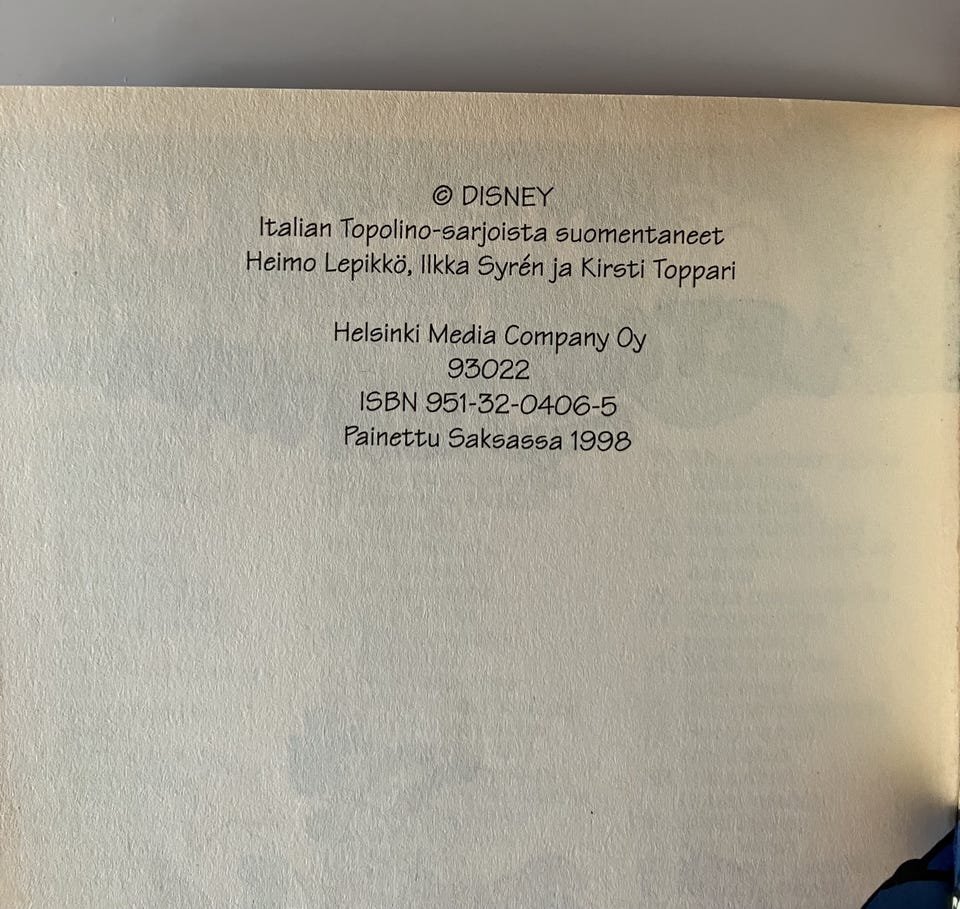 © DISNEY
Italian Topolino-sarjoista suomentaneet
Heimo Lepikkö, Ilkka Syrén ja Kirsti Toppari
Helsinki Media Company Oy
93022
ISBN 951-32-0406-5
Painettu Saksassa 1998